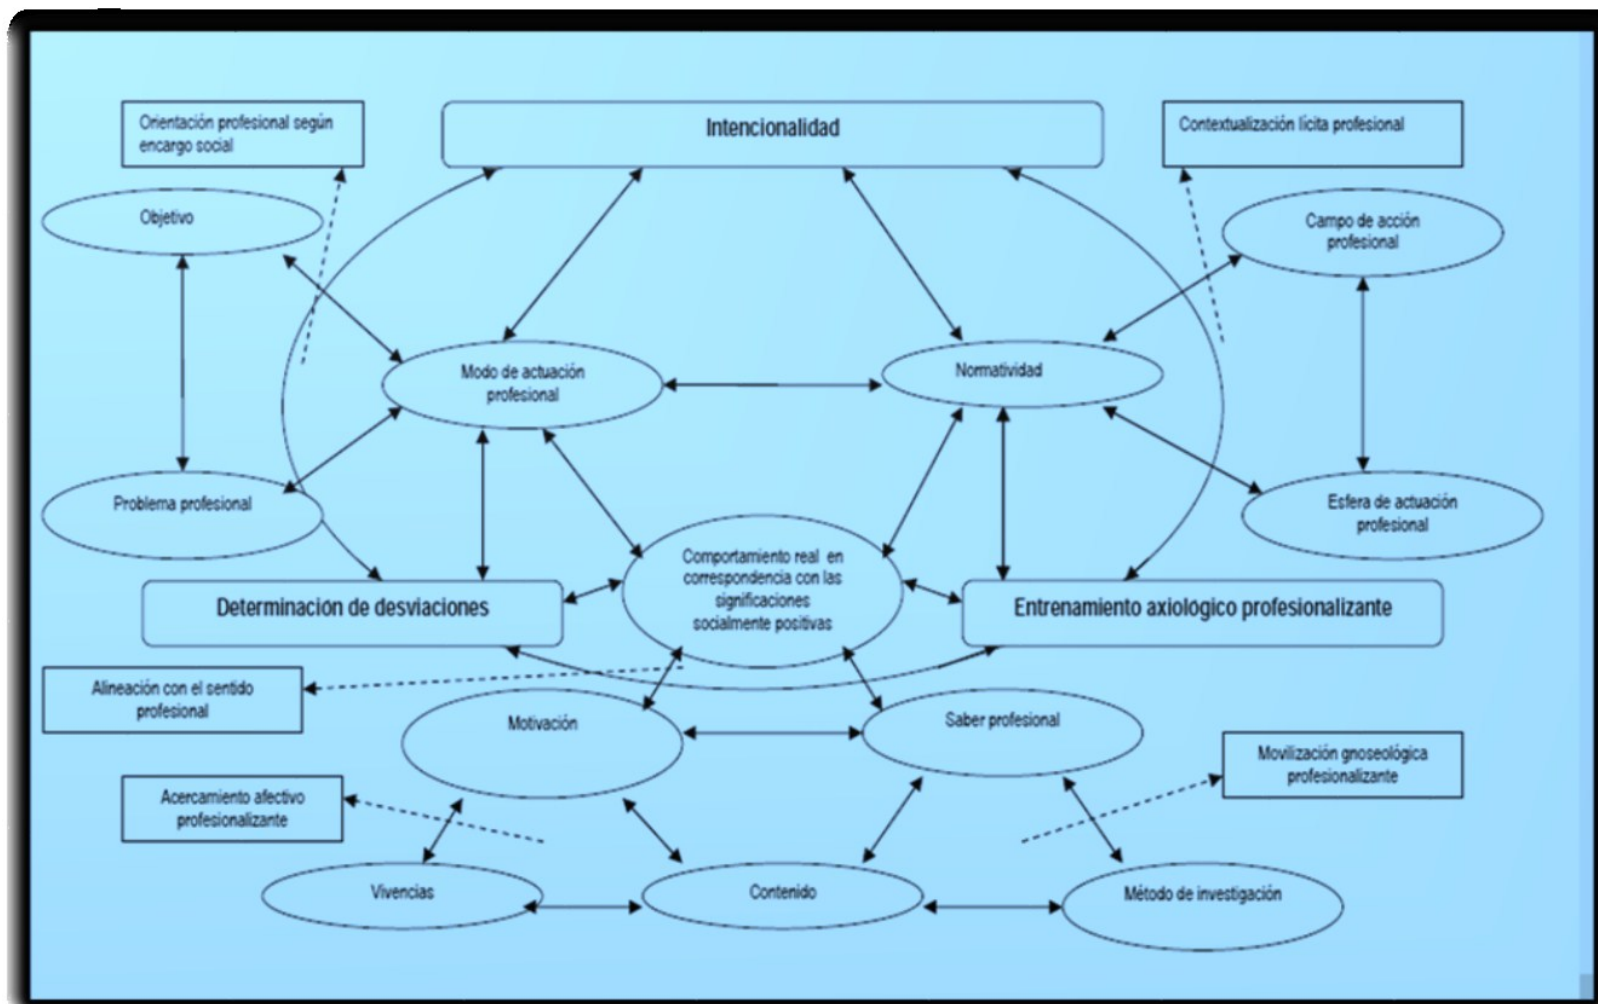 Orientación profesional según
encargo social
Intencionalidad
Contextualización lícita profesional
Objetivo
Campo de acción
profesional
Modo de actuación
profesional
Normatividad
Problema profesional
Esfera de actuación
profesional
Comportamiento real en
correspondencia con las
significaciones
socialmente positivas
Determinacion de desviaciones
Entrenamiento axiológico profesionalizante
Alineación con el sentido
profesional
Motivación
Saber profesional
Movilización gnoseológica
profesionalizante
Acercamiento afectivo
profesionalizante
Vivencias
Contenido
Método de investigación